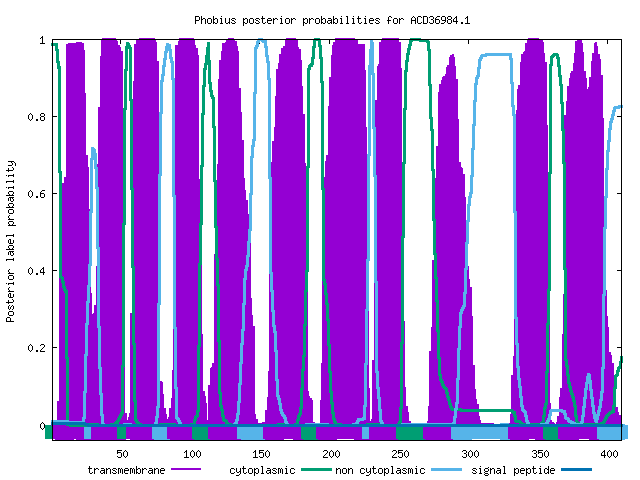 Phobius posterior probabilities for ACD36984.1
Posterior label probability
1
0.8
0.6
0.4
0.2
0
50 100 150 200 250 300 350 400
transmembrane cytoplasmic non cytoplasmic signal peptide